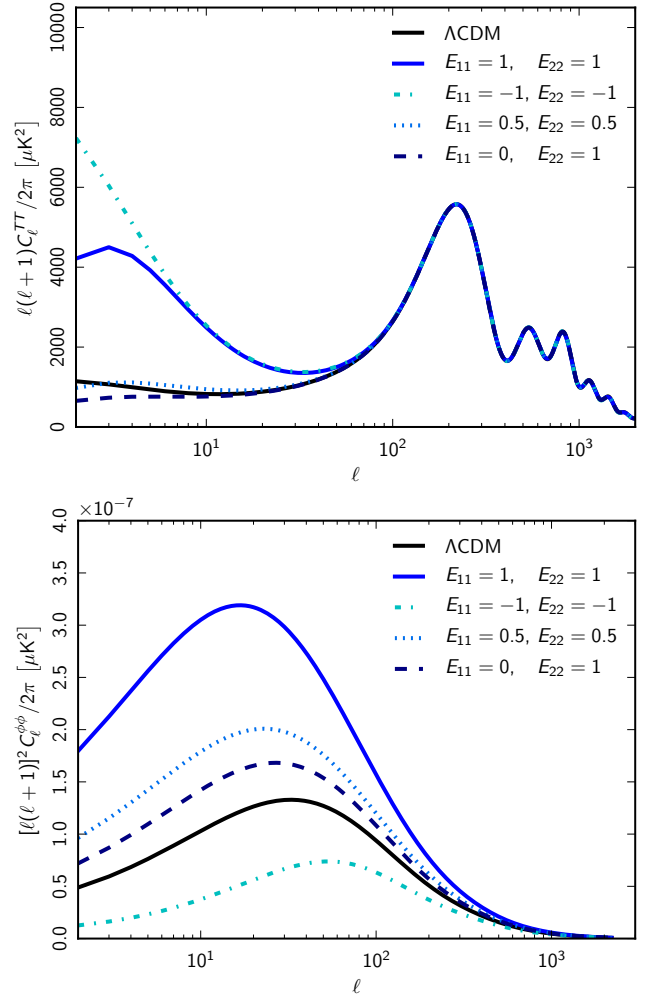 10000
8000
6000
4000
2000
0
ℓ(ℓ + 1)C_ℓ^{TT}/2π [μK²]
ΛCDM
E₁₁ = 1, E₂₂ = 1
E₁₁ = −1, E₂₂ = −1
E₁₁ = 0.5, E₂₂ = 0.5
E₁₁ = 0, E₂₂ = 1
10¹ 10² 10³
ℓ
×10⁻⁷
4.0
3.5
3.0
2.5
2.0
1.5
1.0
0.5
0.0
[ℓ(ℓ + 1)]² C_ℓ^{ϕϕ}/2π [μK²]
ΛCDM
E₁₁ = 1, E₂₂ = 1
E₁₁ = −1, E₂₂ = −1
E₁₁ = 0.5, E₂₂ = 0.5
E₁₁ = 0, E₂₂ = 1
10¹ 10² 10³
ℓ